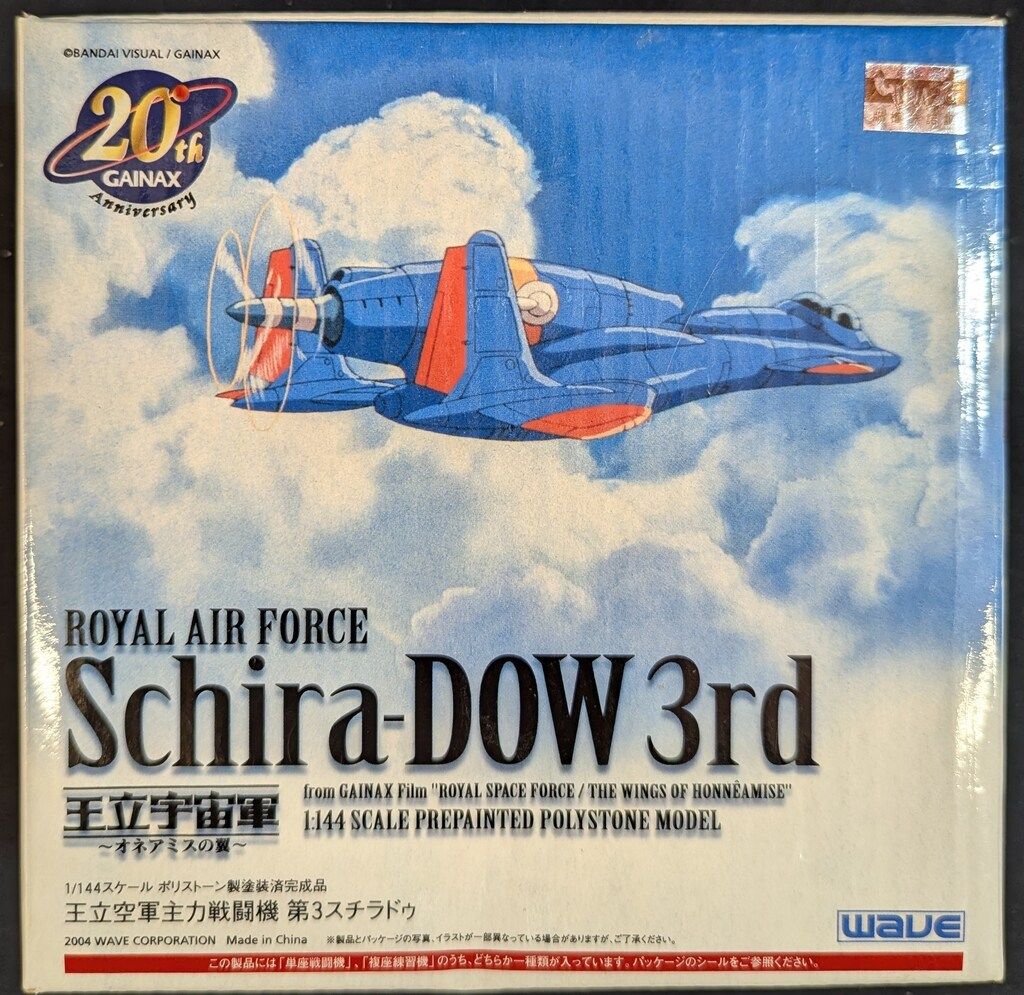 ©BANDAI VISUAL / GAINAX
20th
GAINAX
Anniversary
ROYAL AIR FORCE
Schira-DOW 3rd
王立宇宙軍
～オネアミスの翼～
from GAINAX Film "ROYAL SPACE FORCE / THE WINGS OF HONNÊAMISE"
1:144 SCALE PREPAINTED POLYSTONE MODEL
1/144スケール ポリストーン製塗装済完成品
王立空軍主力戦闘機 第3スチラドゥ
2004 WAVE CORPORATION Made in China ※製品とパッケージの写真、イラストが一部異なっている場合がありますが、ご了承ください。
wave
この製品には「単座戦闘機」、「複座練習機」のうち、どちらか一種類が入っています。パッケージのシールをご参照ください。